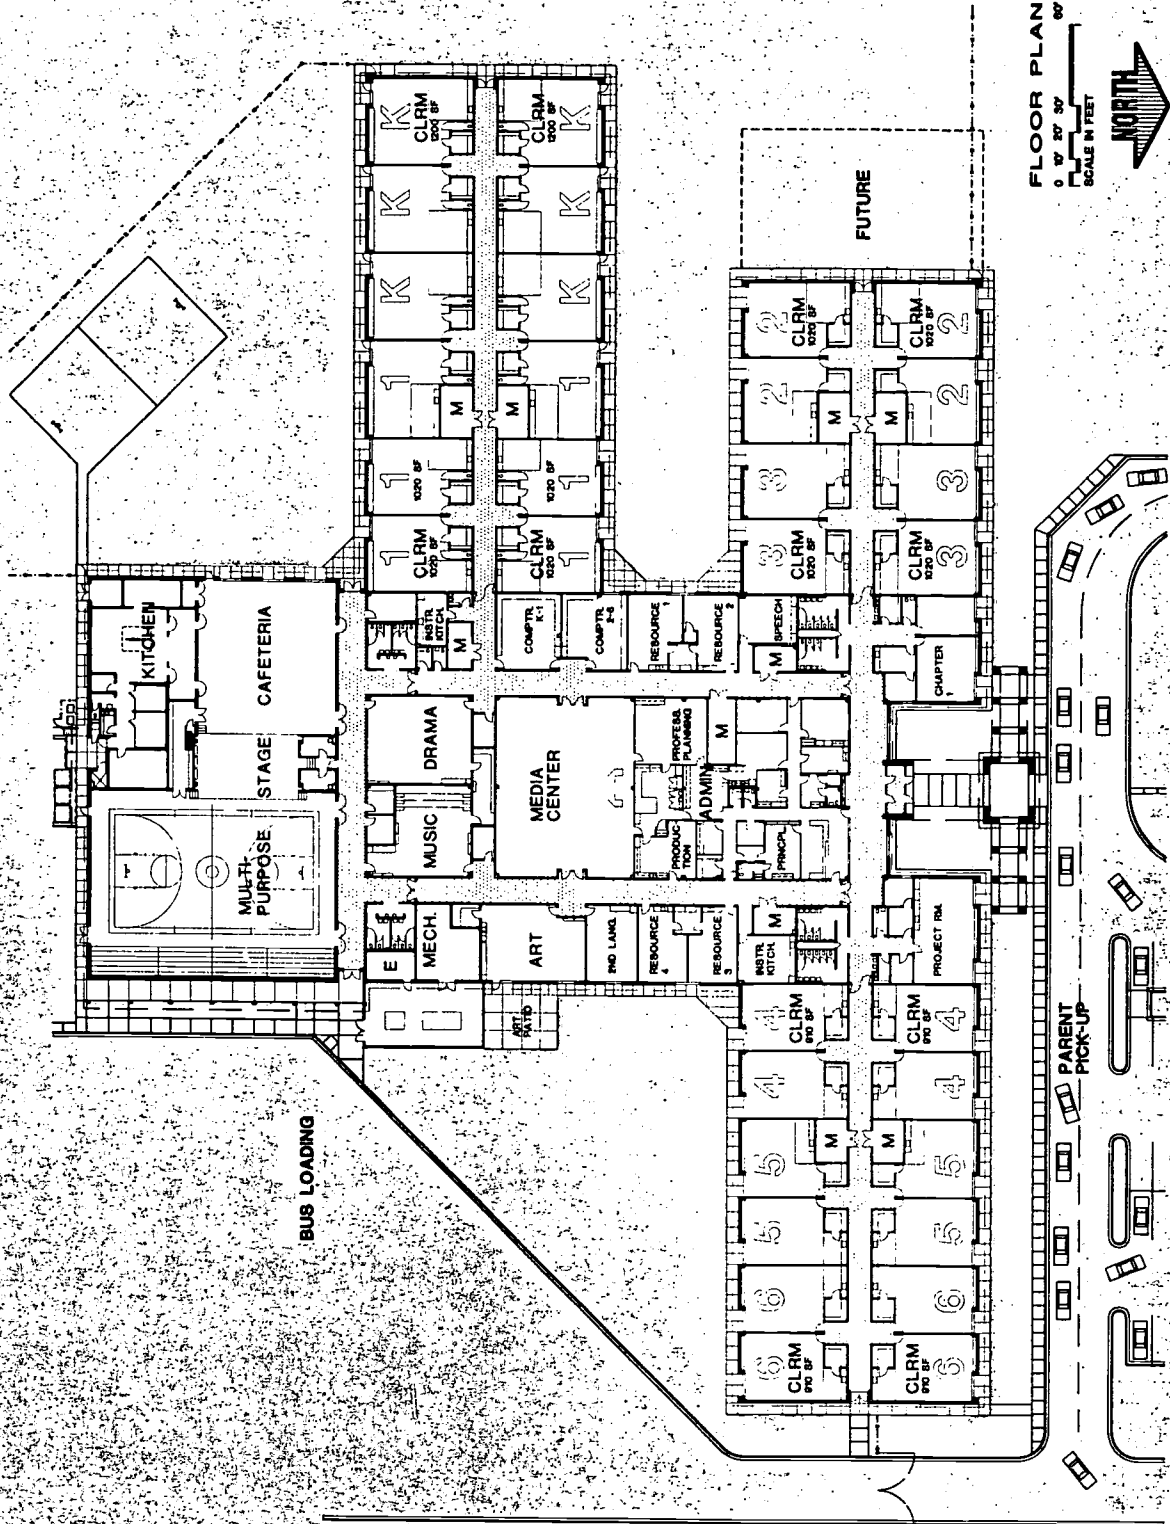 FLOOR PLAN
0 10' 20' 30' 60'
SCALE IN FEET
NORTH
K
CLRM
1200 SF
K
K
1
1
1020 SF
1
CLRM
1020 SF
CLRM
1200 SF
K
K
K
1
1020 SF
1
CLRM
1020 SF
1
M
M
FUTURE
2
CLRM
1020 SF
2
3
3
CLRM
1020 SF
CLRM
1020 SF
2
2
3
CLRM
1020 SF
3
M
M
KITCHEN
CAFETERIA
STAGE
MULTI-
PURPOSE
INSTR.
KITCH.
M
COMPTR.
K-1
COMPTR.
2-6
RESOURCE
1
RESOURCE
2
SPEECH
M
CHAPTER
1
DRAMA
MUSIC
MEDIA
CENTER
PROFESS.
PLANNING
M
ADMIN
PRODUC-
TION
PRNCPL.
E
MECH.
ART
2ND LANG.
RESOURCE
4
RESOURCE
3
INSTR.
KITCH.
M
PROJECT RM.
ART
PATIO
BUS LOADING
4
CLRM
910 SF
4
5
5
6
6
CLRM
910 SF
CLRM
910 SF
4
4
5
5
6
CLRM
910 SF
6
M
M
PARENT
PICK-UP